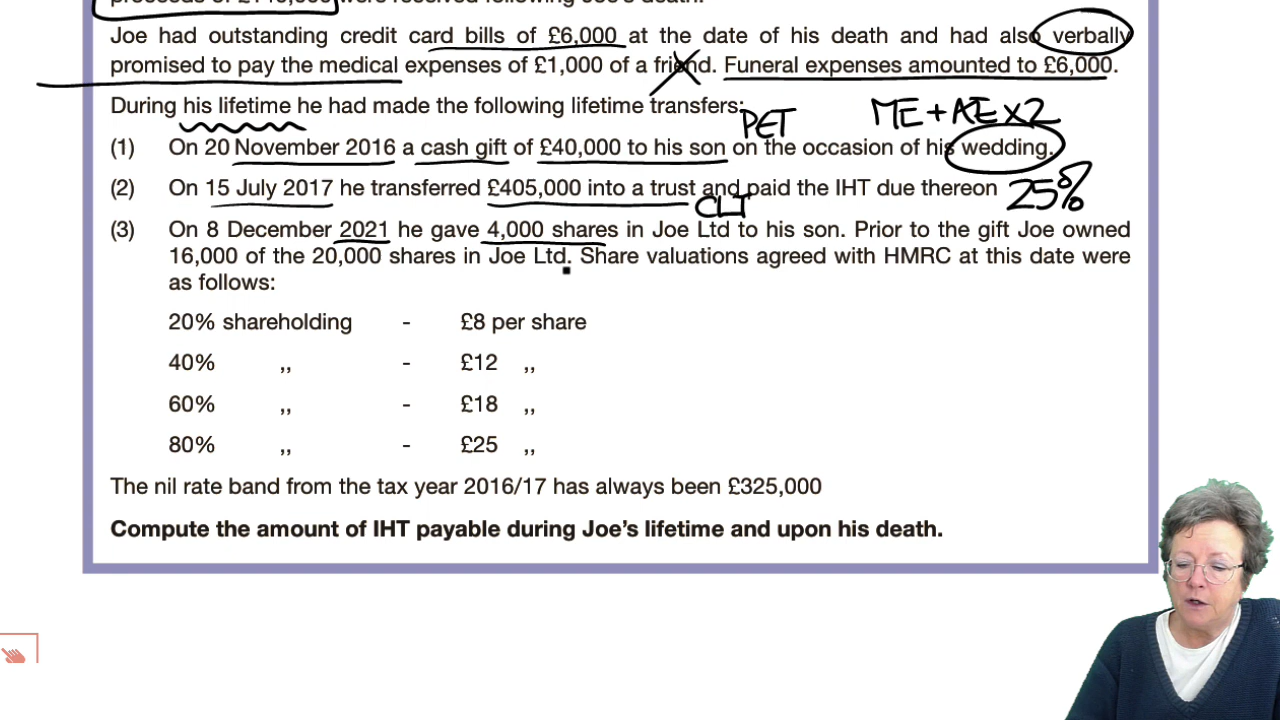 Joe had outstanding credit card bills of £6,000 at the date of his death and had also verbally
promised to pay the medical expenses of £1,000 of a friend. Funeral expenses amounted to £6,000.
During his lifetime he had made the following lifetime transfers:
PET ME + AE x 2
(1) On 20 November 2016 a cash gift of £40,000 to his son on the occasion of his wedding.
(2) On 15 July 2017 he transferred £405,000 into a trust and paid the IHT due thereon 25%
CLT
(3) On 8 December 2021 he gave 4,000 shares in Joe Ltd to his son. Prior to the gift Joe owned
16,000 of the 20,000 shares in Joe Ltd. Share valuations agreed with HMRC at this date were
as follows:
20% shareholding - £8 per share
40% ,, - £12 ,,
60% ,, - £18 ,,
80% ,, - £25 ,,
The nil rate band from the tax year 2016/17 has always been £325,000
Compute the amount of IHT payable during Joe's lifetime and upon his death.